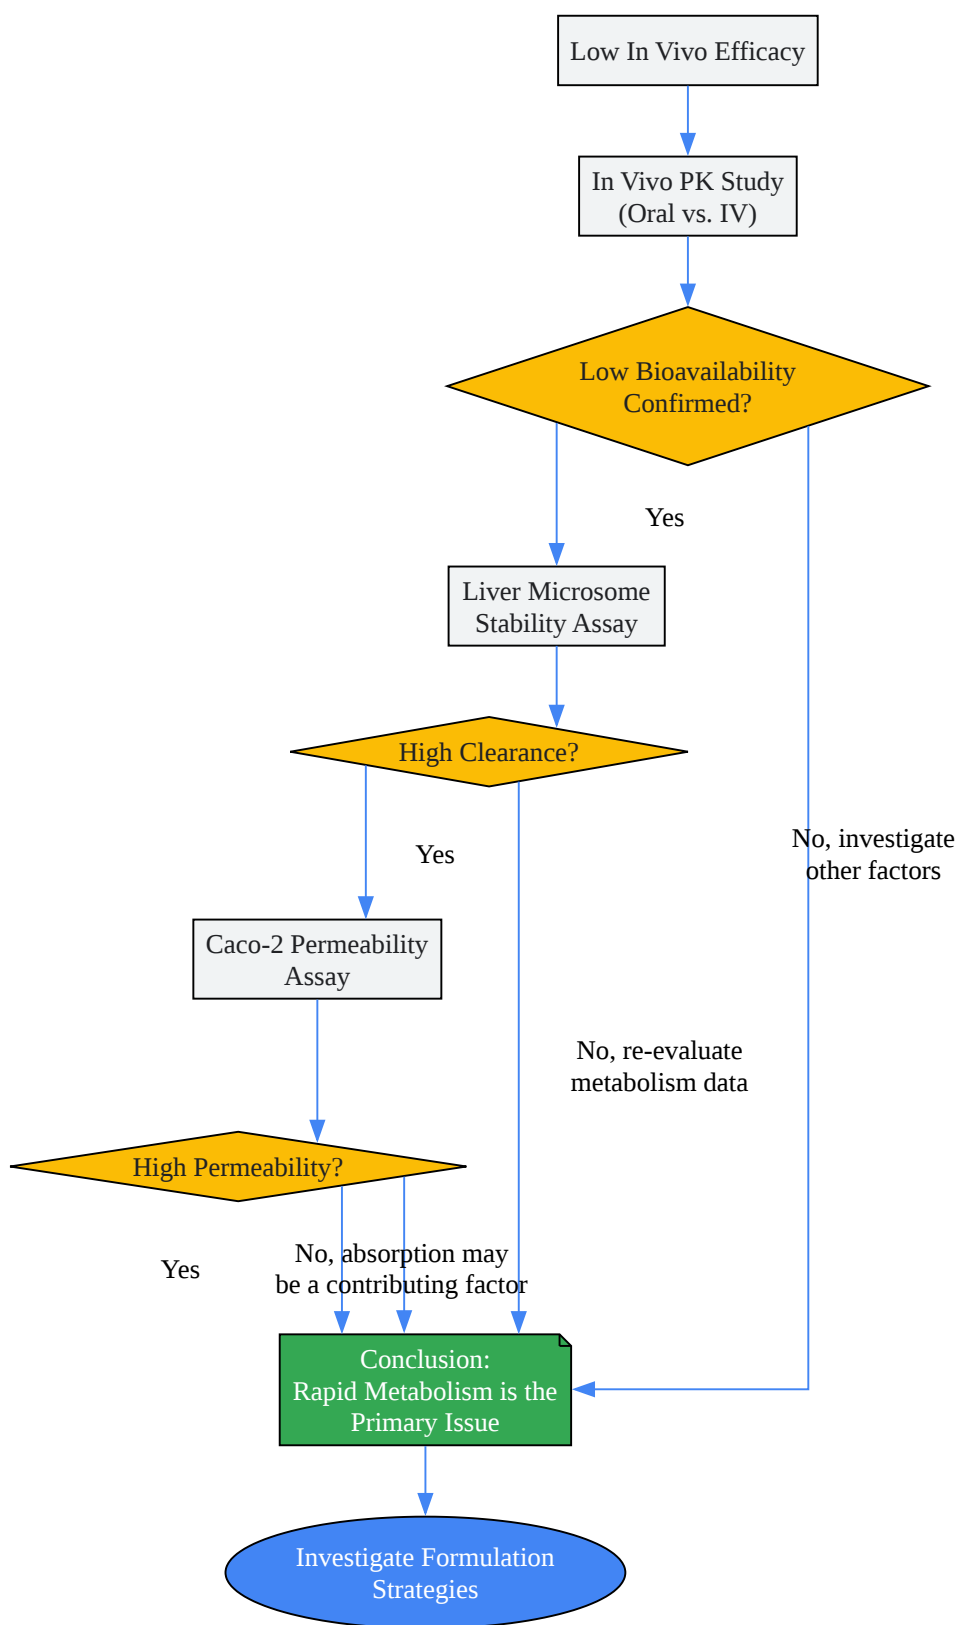 Low In Vivo Efficacy
In Vivo PK Study
(Oral vs. IV)
Low Bioavailability
Confirmed?
Yes
Liver Microsome
Stability Assay
High Clearance?
No, investigate
other factors
Yes
Caco-2 Permeability
Assay
No, re-evaluate
metabolism data
High Permeability?
Yes
No, absorption may
be a contributing factor
Conclusion:
Rapid Metabolism is the
Primary Issue
Investigate Formulation
Strategies